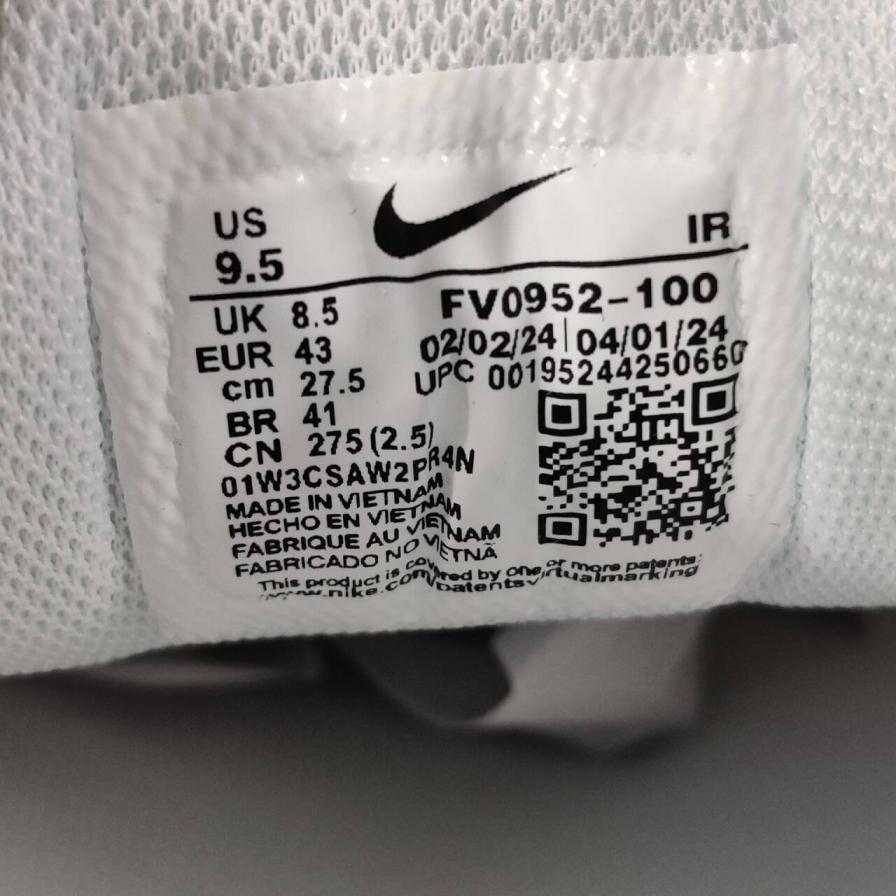 US
9.5
IR
UK 8.5
EUR 43
cm 27.5
BR 41
CN 275 (2.5)
01W3CSAW2PR4N
MADE IN VIETNAM
HECHO EN VIETNAM
FABRIQUE AU VIETNAM
FABRICADO NO VIETNÃ
FV0952-100
02/02/24 | 04/01/24
UPC 00195244250660
This product is covered by one or more patents:
www.nike.com/patentsvirtualmarking